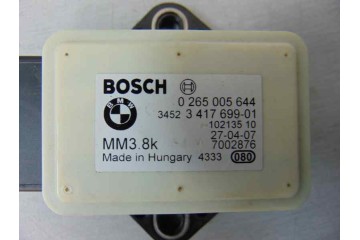 BOSCH
BMW
0 265 005 644
3452 3 417 699-01
102135 10
27-04-07
MM3.8k 7002876
Made in Hungary 4333 080